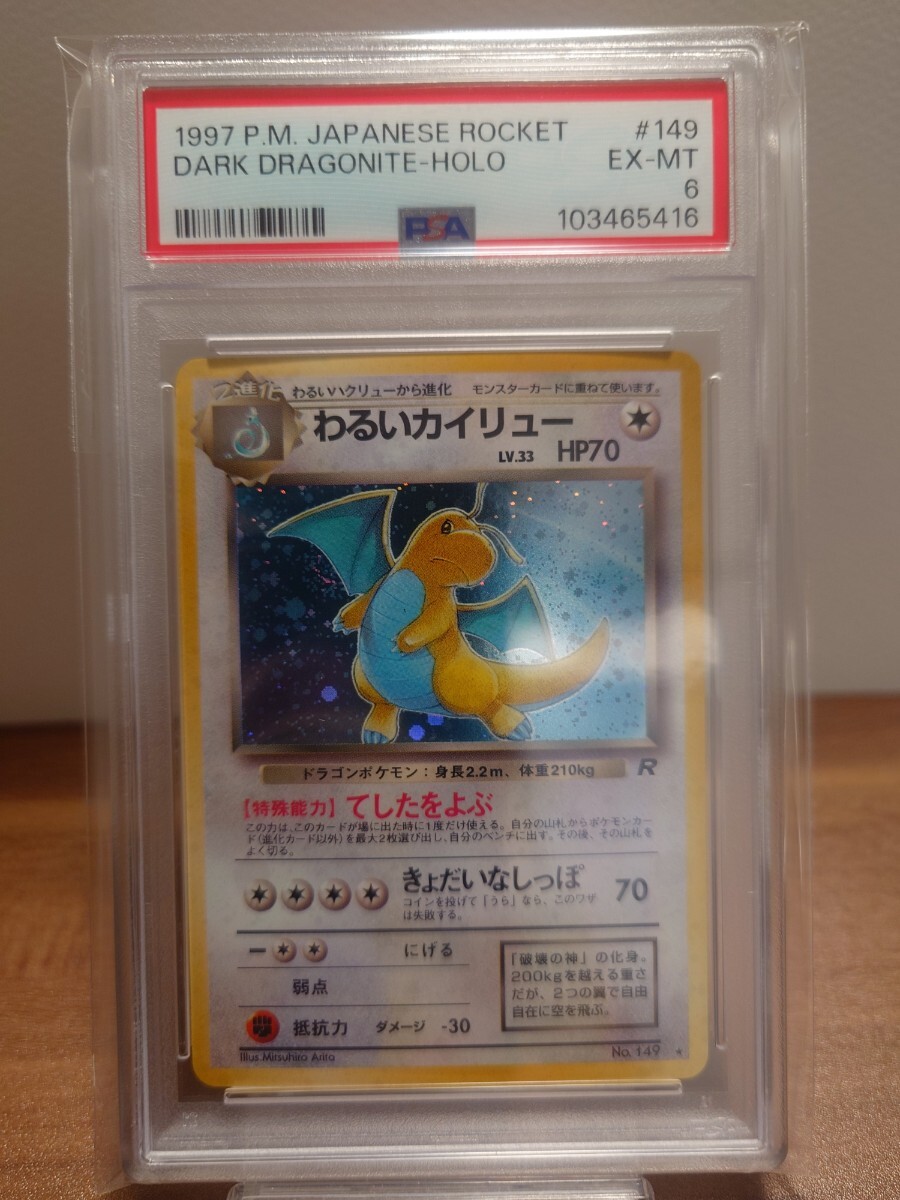 1997 P.M. JAPANESE ROCKET #149
DARK DRAGONITE-HOLO EX-MT
6
103465416
PSA
2進化 わるいハクリューから進化 モンスターカードに重ねて使います。
わるいカイリュー
LV.33 HP70
ドラゴンポケモン:身長2.2m、体重210kg R
【特殊能力】てしたをよぶ
この力は、このカードが場に出た時に1度だけ使える。自分の山札からポケモンカー
ド(進化カード以外)を最大2枚選び出し、自分のベンチに出す。その後、その山札を
よく切る。
きょだいなしっぽ 70
コインを投げて「うら」なら、このワザ
は失敗する。
にげる
弱点
抵抗力 ダメージ -30
「破壊の神」の化身。
200kgを越える重さ
だが、2つの翼で自由
自在に空を飛ぶ。
Illus. Mitsuhiro Arita No. 149 ★